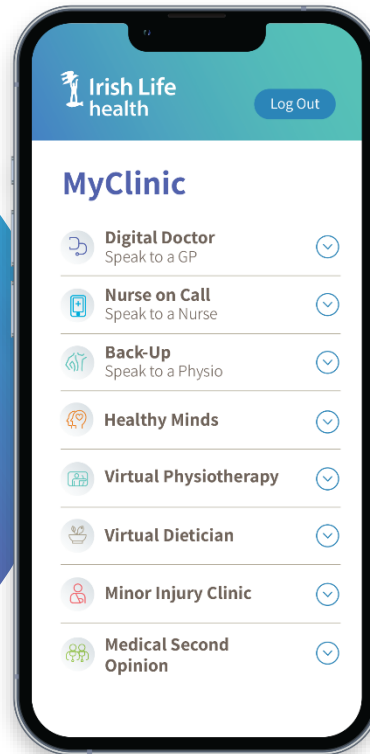 Irish Life
health
Log Out
MyClinic
Digital Doctor
Speak to a GP
Nurse on Call
Speak to a Nurse
Back-Up
Speak to a Physio
Healthy Minds
Virtual Physiotherapy
Virtual Dietician
Minor Injury Clinic
Medical Second
Opinion